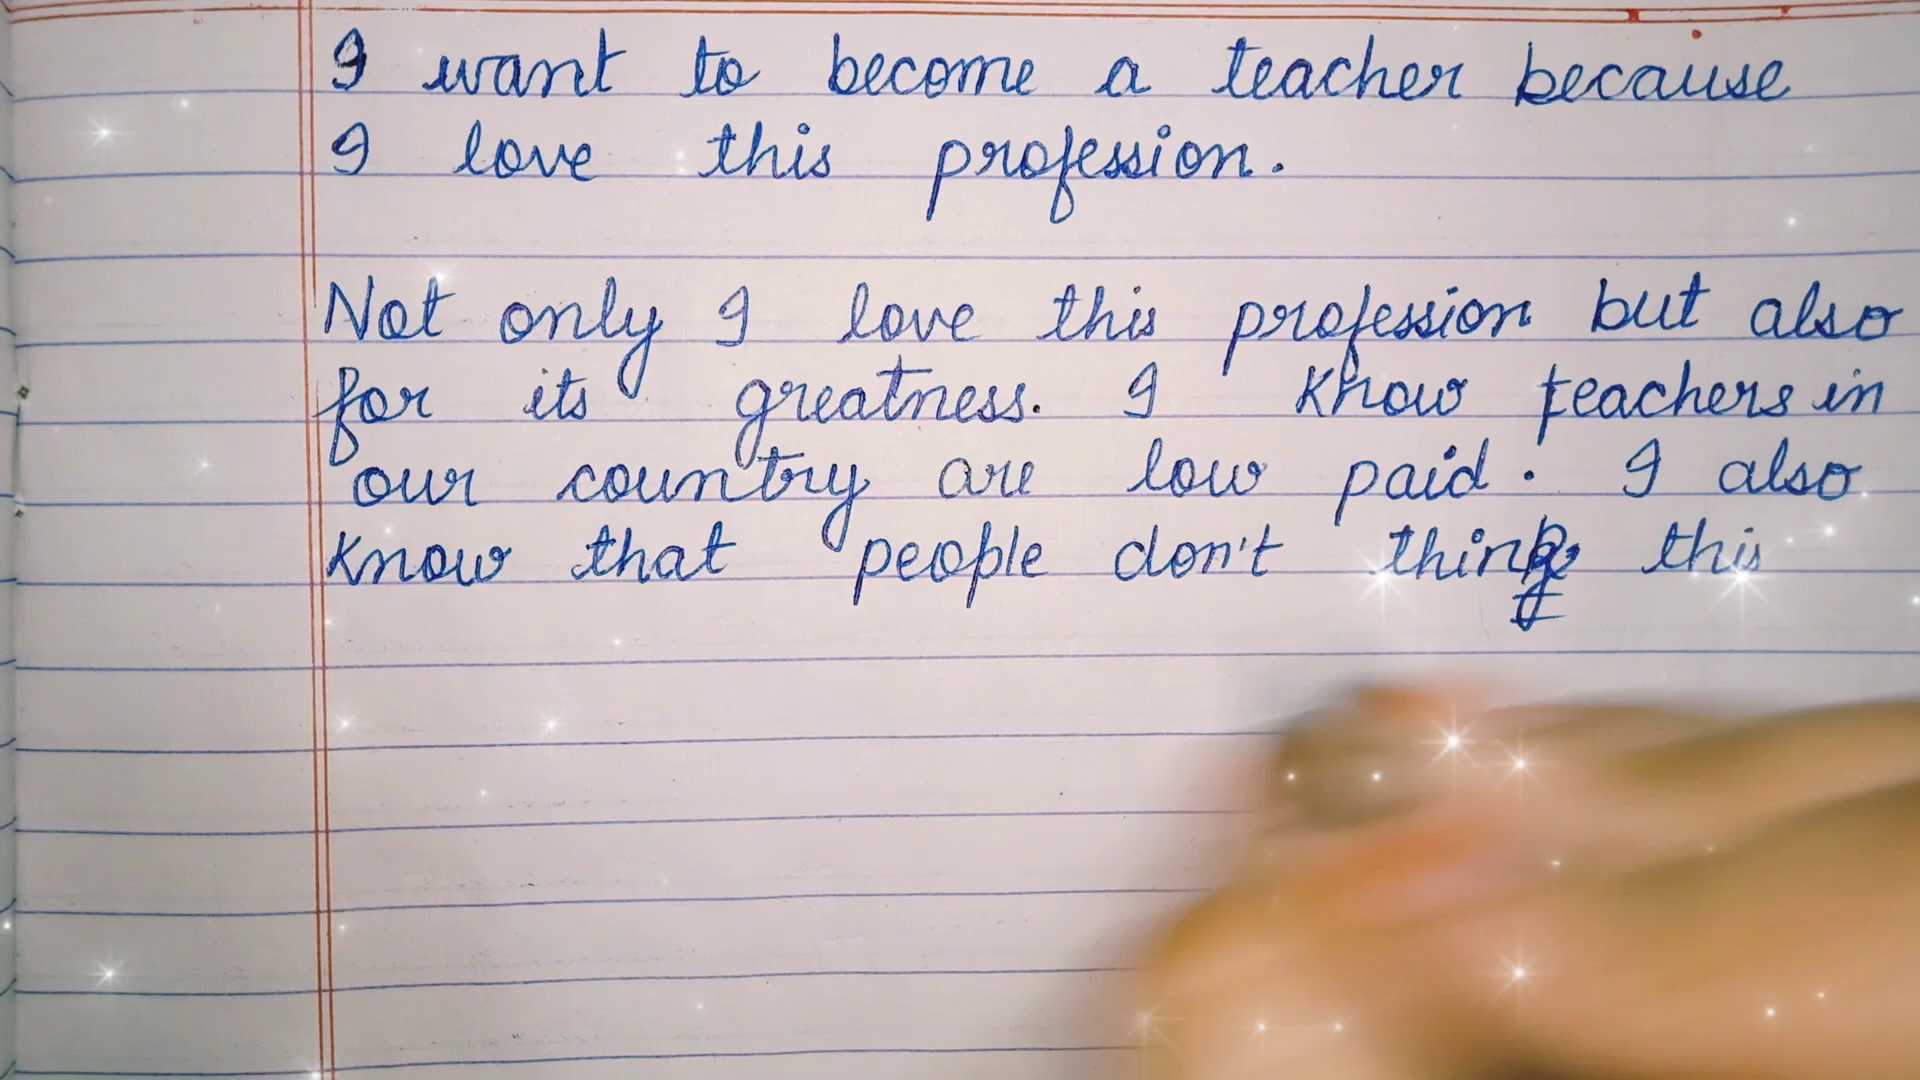 I want to become a teacher because
I love this profession.
Not only I love this profession but also
for its greatness. I know teachers in
our country are low paid. I also
know that people don't think this